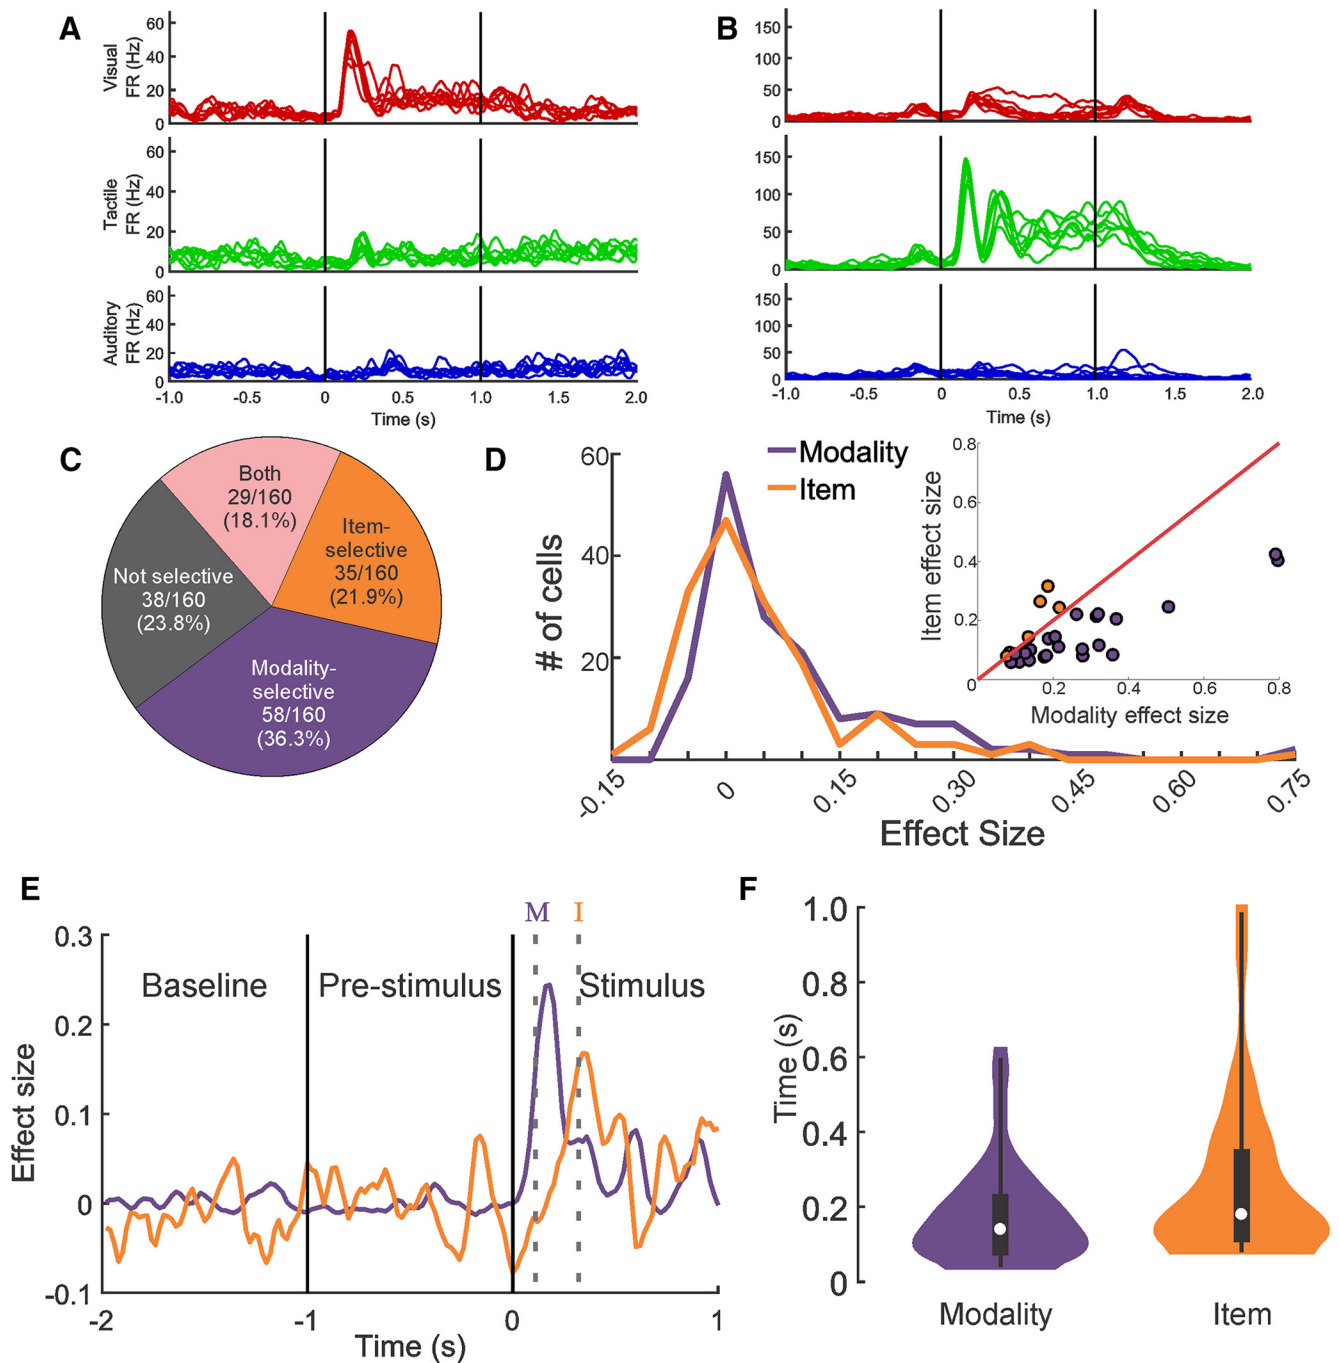 A
Visual
FR (Hz)
60
40
20
0
Tactile
FR (Hz)
60
40
20
0
Auditory
FR (Hz)
60
40
20
0
-1.0 -0.5 0 0.5 1.0 1.5 2.0
Time (s)
B
150
100
50
0
150
100
50
0
150
100
50
0
-1.0 -0.5 0 0.5 1.0 1.5 2.0
Time (s)
C
Both
29/160
(18.1%)
Item-
selective
35/160
(21.9%)
Not selective
38/160
(23.8%)
Modality-
selective
58/160
(36.3%)
D
# of cells
60
40
20
Modality
Item
-0.15 0 0.15 0.30 0.45 0.60 0.75
Effect Size
Item effect size
0.8
0.6
0.4
0.2
0
0.2 0.4 0.6 0.8
Modality effect size
E
M I
Effect size
0.3
0.2
0.1
0
-0.1
Baseline Pre-stimulus Stimulus
-2 -1 0 1
Time (s)
F
Time (s)
1.0
0.8
0.6
0.4
0.2
0
Modality Item